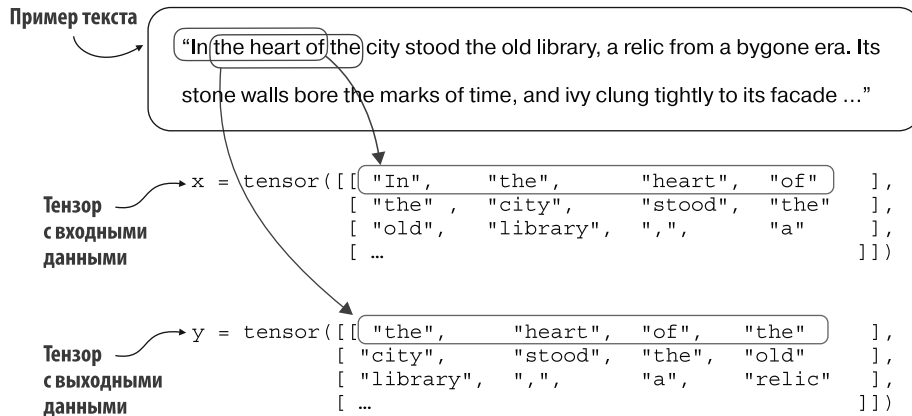 Пример текста
“In the heart of the city stood the old library, a relic from a bygone era. Its
stone walls bore the marks of time, and ivy clung tightly to its facade …”
x = tensor([[ "In", "the", "heart", "of" ],
[ "the" , "city", "stood", "the" ],
[ "old", "library", ",", "a" ],
[ … ]])
Тензор
с входными
данными
y = tensor([[ "the", "heart", "of", "the" ],
[ "city", "stood", "the", "old" ],
[ "library", ",", "a", "relic" ],
[ … ]])
Тензор
с выходными
данными